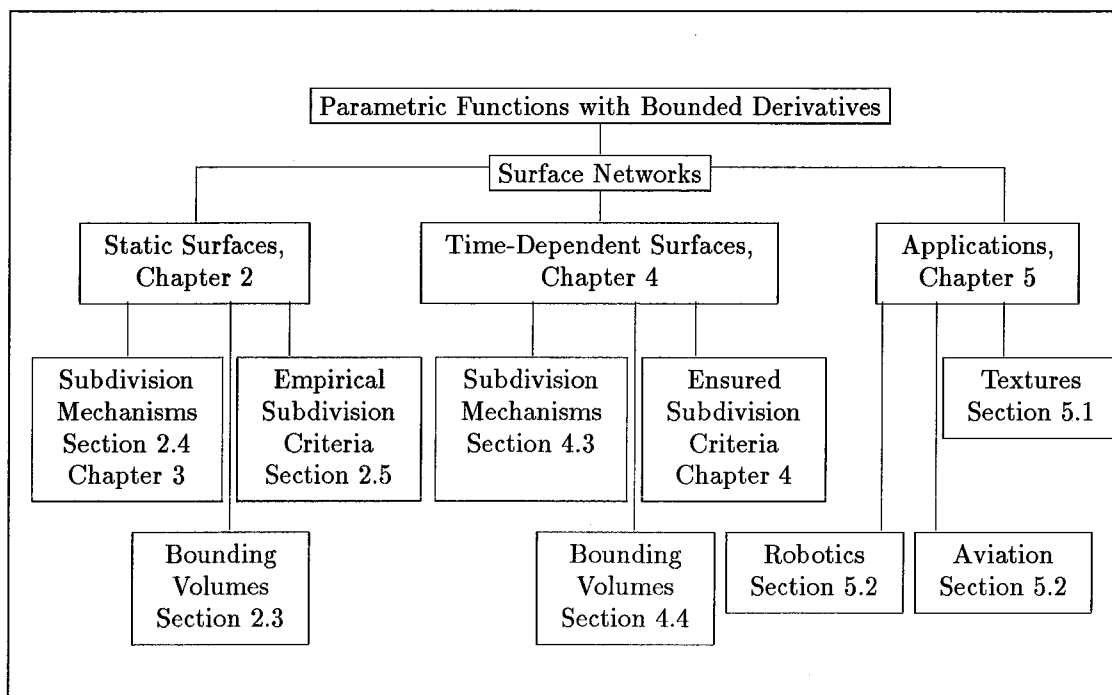 Parametric Functions with Bounded Derivatives
Surface Networks
Static Surfaces,
Chapter 2
Time-Dependent Surfaces,
Chapter 4
Applications,
Chapter 5
Subdivision
Mechanisms
Section 2.4
Chapter 3
Empirical
Subdivision
Criteria
Section 2.5
Subdivision
Mechanisms
Section 4.3
Ensured
Subdivision
Criteria
Chapter 4
Textures
Section 5.1
Bounding
Volumes
Section 2.3
Bounding
Volumes
Section 4.4
Robotics
Section 5.2
Aviation
Section 5.2